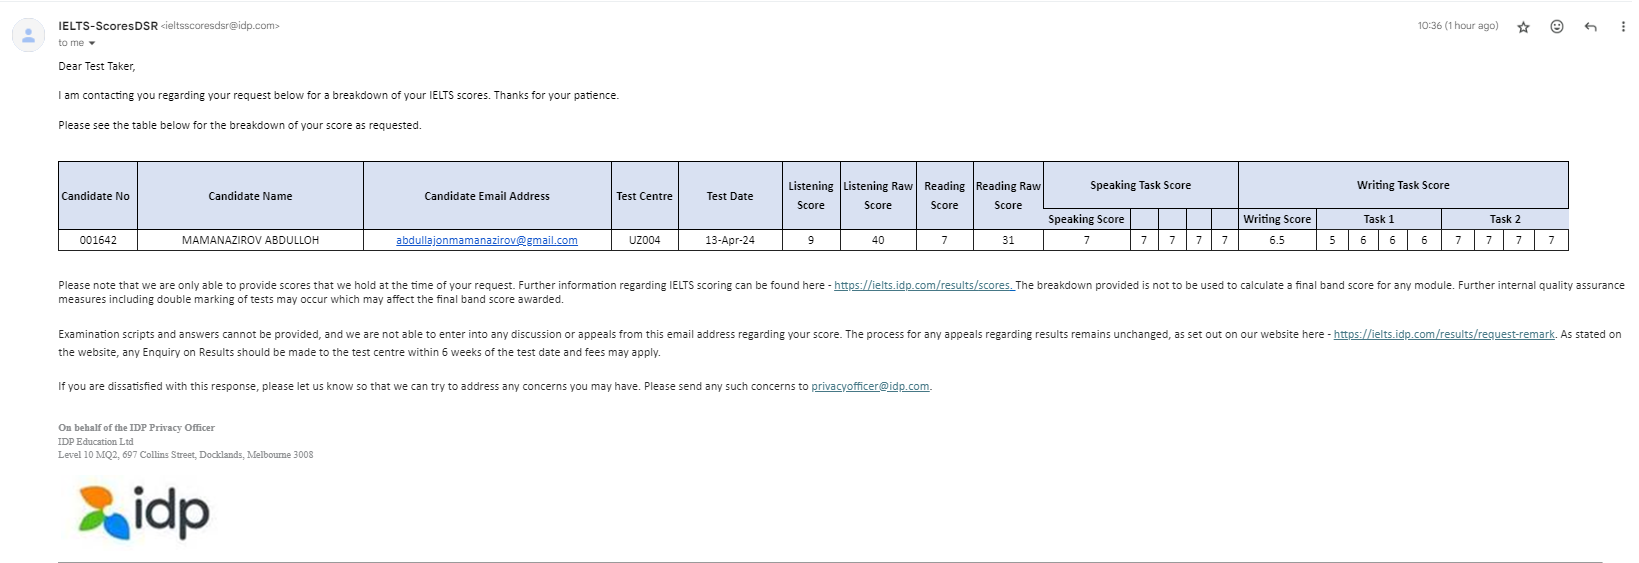 IELTS-ScoresDSR <ieltsscoresdsr@idp.com>
10:36 (1 hour ago)
to me
Dear Test Taker,
I am contacting you regarding your request below for a breakdown of your IELTS scores. Thanks for your patience.
Please see the table below for the breakdown of your score as requested.
Candidate No Candidate Name Candidate Email Address Test Centre Test Date Listening Score Listening Raw Score Reading Score Reading Raw Score Speaking Task Score Writing Task Score
Speaking Score Writing Score Task 1 Task 2
001642 MAMANAZIROV ABDULLOH abdullajonmamanazirov@gmail.com UZ004 13-Apr-24 9 40 7 31 7 7 7 7 7 6.5 5 6 6 6 7 7 7 7
Please note that we are only able to provide scores that we hold at the time of your request. Further information regarding IELTS scoring can be found here - https://ielts.idp.com/results/scores. The breakdown provided is not to be used to calculate a final band score for any module. Further internal quality assurance
measures including double marking of tests may occur which may affect the final band score awarded.
Examination scripts and answers cannot be provided, and we are not able to enter into any discussion or appeals from this email address regarding your score. The process for any appeals regarding results remains unchanged, as set out on our website here - https://ielts.idp.com/results/request-remark. As stated on
the website, any Enquiry on Results should be made to the test centre within 6 weeks of the test date and fees may apply.
If you are dissatisfied with this response, please let us know so that we can try to address any concerns you may have. Please send any such concerns to privacyofficer@idp.com.
On behalf of the IDP Privacy Officer
IDP Education Ltd
Level 10 MQ2, 697 Collins Street, Docklands, Melbourne 3008
idp